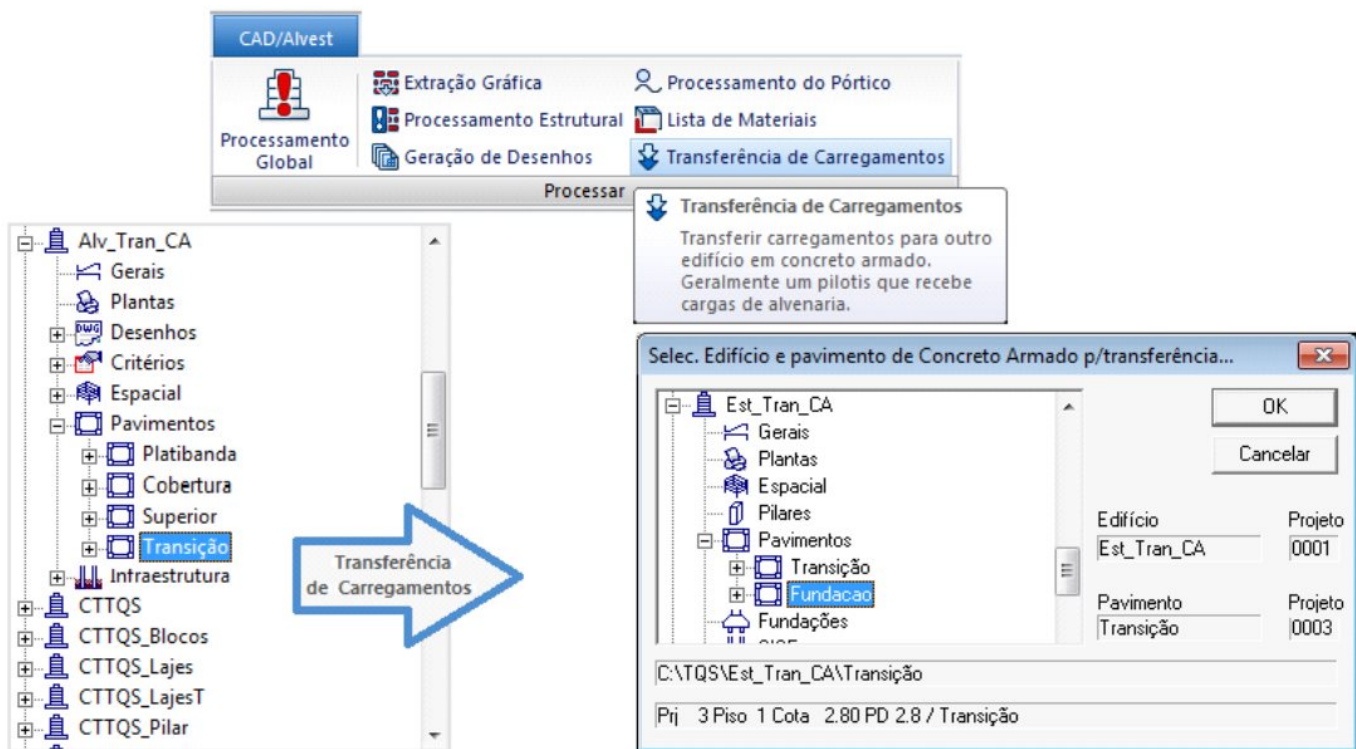 CAD/Alvest
Processamento
Global
Extração Gráfica
Processamento Estrutural
Geração de Desenhos
Processamento do Pórtico
Lista de Materiais
Transferência de Carregamentos
Processar
Transferência de Carregamentos
Transferir carregamentos para outro
edifício em concreto armado.
Geralmente um pilotis que recebe
cargas de alvenaria.
Alv_Tran_CA
Gerais
Plantas
DWG
Desenhos
Critérios
Espacial
Pavimentos
Platibanda
Cobertura
Superior
Transição
Infraestrutura
CTTQS
CTTQS_Blocos
CTTQS_Lajes
CTTQS_LajesT
CTTQS_Pilar
Transferência
de Carregamentos
Selec. Edifício e pavimento de Concreto Armado p/transferência...
Est_Tran_CA
Gerais
Plantas
Espacial
Pilares
Pavimentos
Transição
Fundacao
Fundações
OK
Cancelar
Edifício Projeto
Est_Tran_CA 0001
Pavimento Projeto
Transição 0003
C:\TQS\Est_Tran_CA\Transição
Prj 3 Piso 1 Cota 2.80 PD 2.8 / Transição